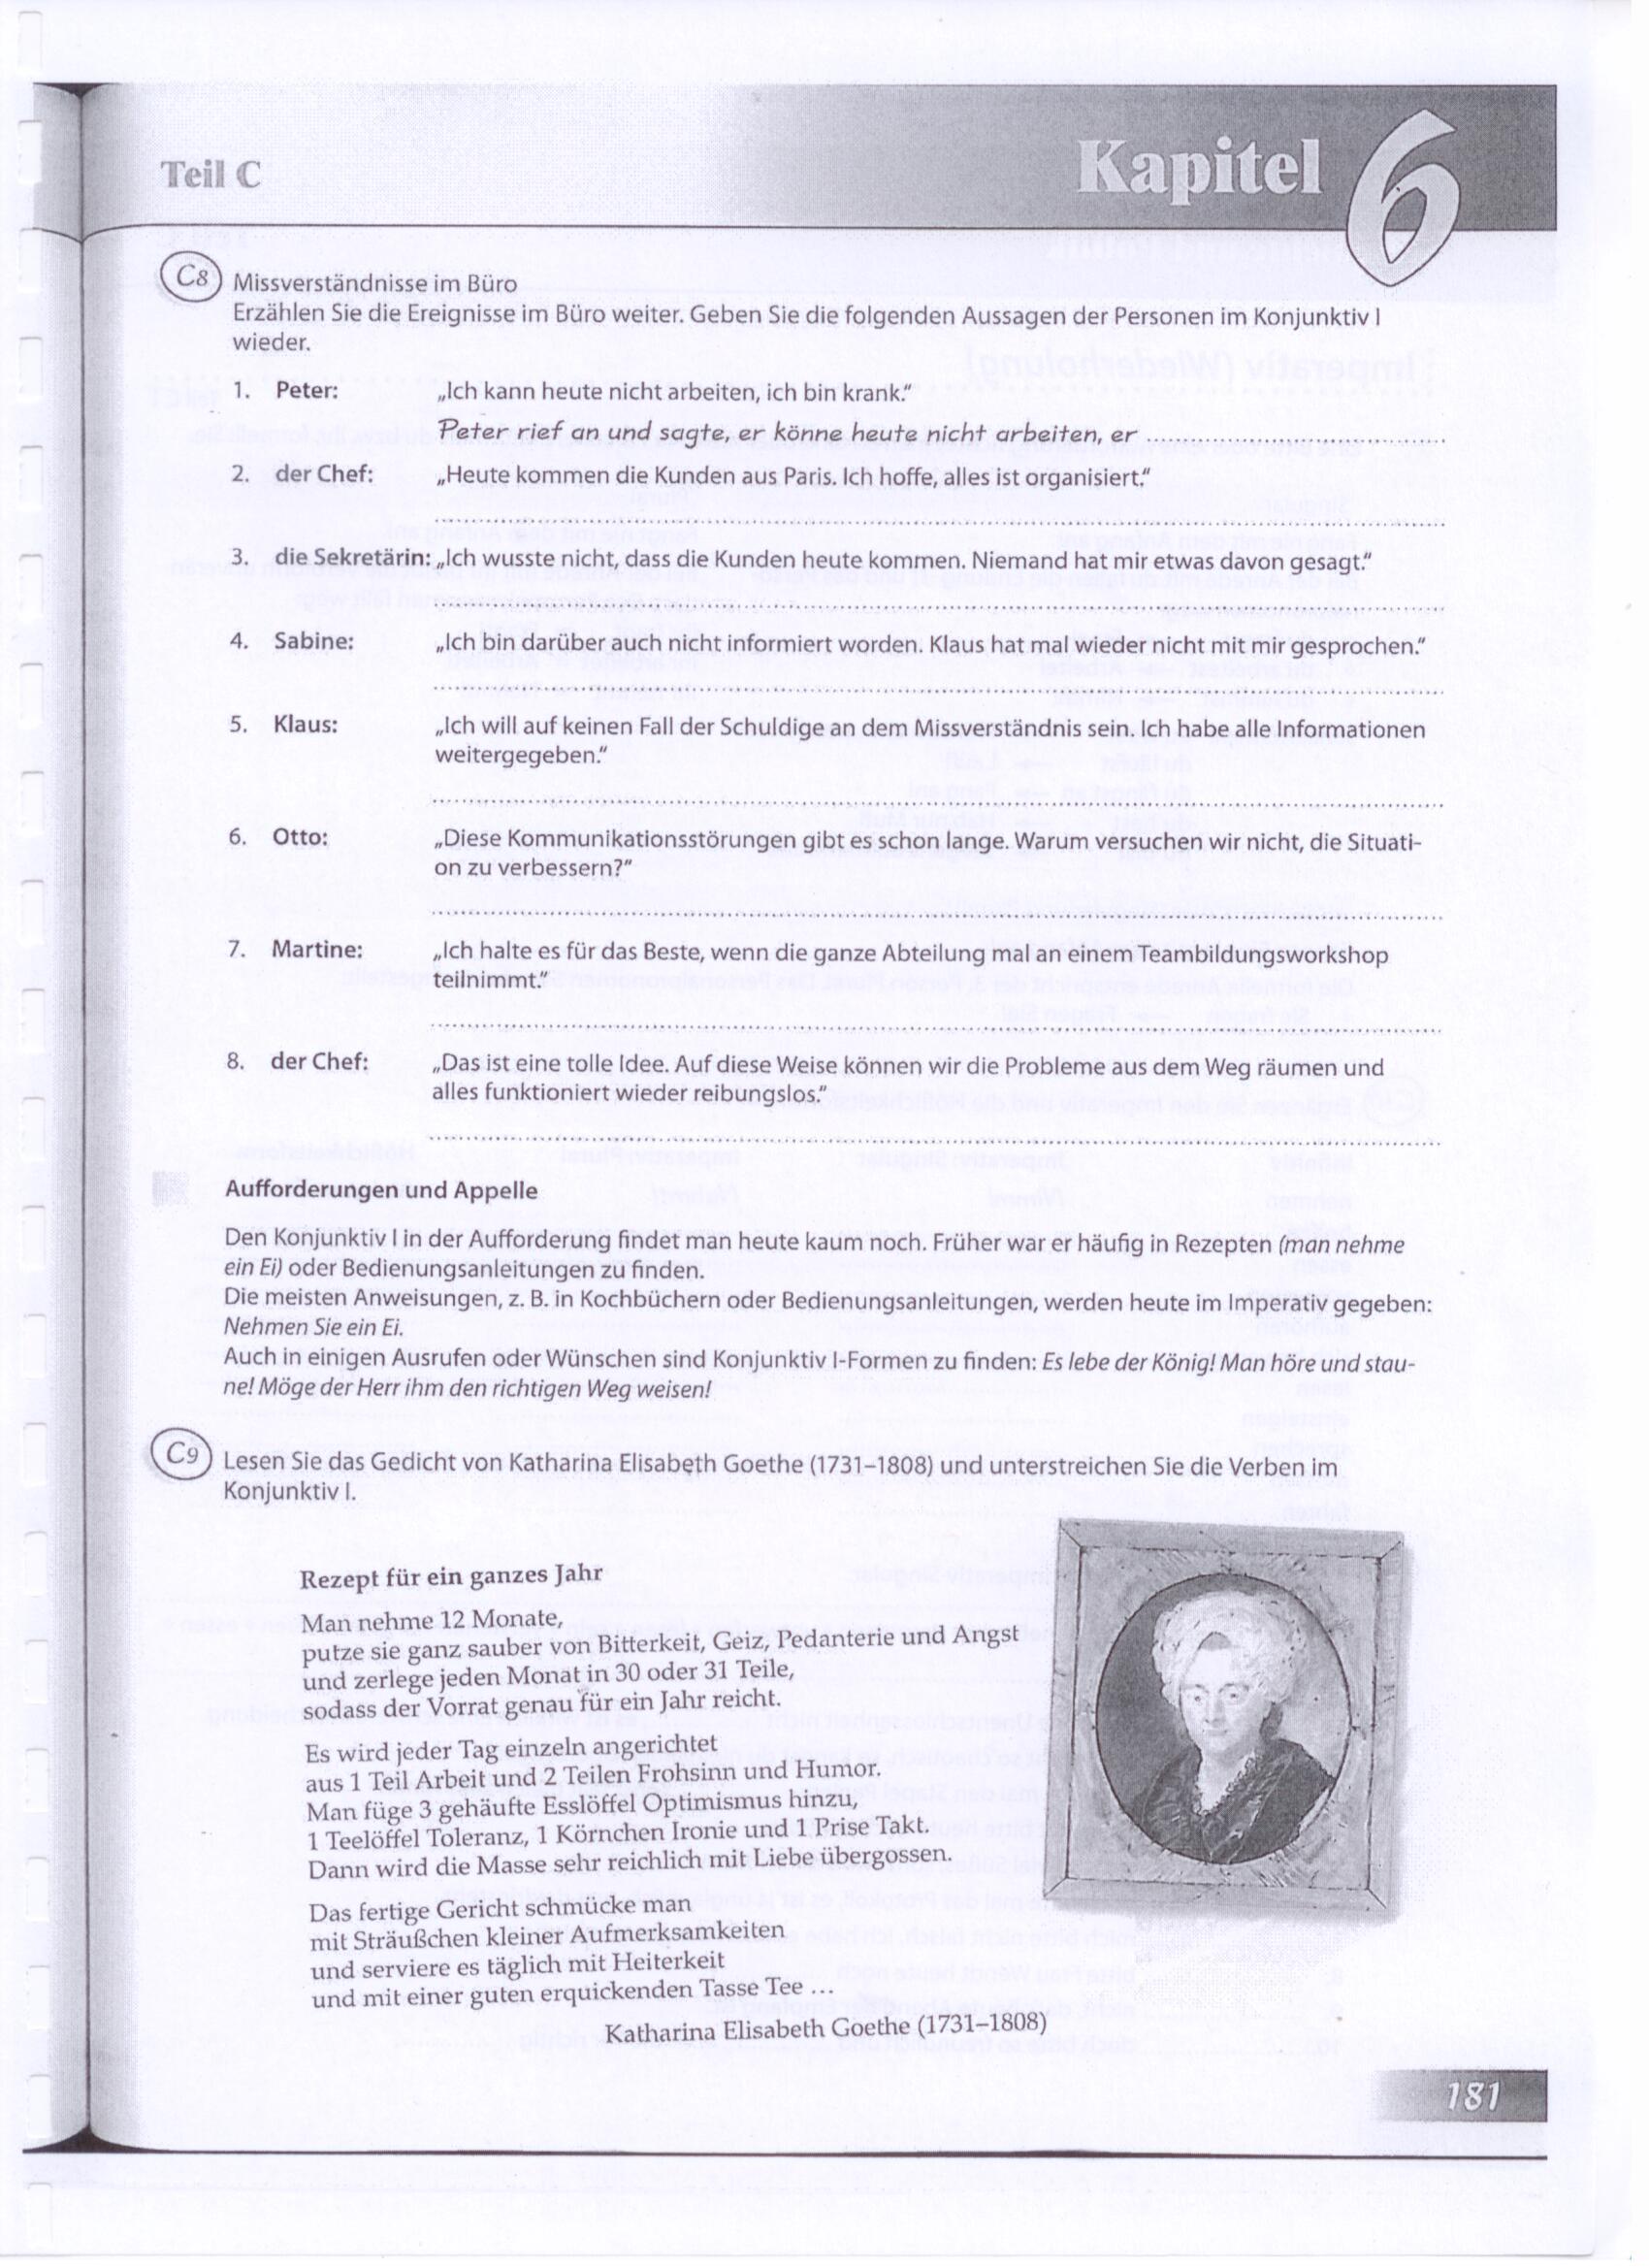 Teil C
Kapitel 6
C8 Missverständnisse im Büro
Erzählen Sie die Ereignisse im Büro weiter. Geben Sie die folgenden Aussagen der Personen im Konjunktiv I
wieder.
1. Peter: „Ich kann heute nicht arbeiten, ich bin krank.“
Peter rief an und sagte, er könne heute nicht arbeiten, er
2. der Chef: „Heute kommen die Kunden aus Paris. Ich hoffe, alles ist organisiert.“
3. die Sekretärin: „Ich wusste nicht, dass die Kunden heute kommen. Niemand hat mir etwas davon gesagt.“
4. Sabine: „Ich bin darüber auch nicht informiert worden. Klaus hat mal wieder nicht mit mir gesprochen.“
5. Klaus: „Ich will auf keinen Fall der Schuldige an dem Missverständnis sein. Ich habe alle Informationen
weitergegeben.“
6. Otto: „Diese Kommunikationsstörungen gibt es schon lange. Warum versuchen wir nicht, die Situati-
on zu verbessern?“
7. Martine: „Ich halte es für das Beste, wenn die ganze Abteilung mal an einem Teambildungsworkshop
teilnimmt.“
8. der Chef: „Das ist eine tolle Idee. Auf diese Weise können wir die Probleme aus dem Weg räumen und
alles funktioniert wieder reibungslos.“
Aufforderungen und Appelle
Den Konjunktiv I in der Aufforderung findet man heute kaum noch. Früher war er häufig in Rezepten (man nehme
ein Ei) oder Bedienungsanleitungen zu finden.
Die meisten Anweisungen, z. B. in Kochbüchern oder Bedienungsanleitungen, werden heute im Imperativ gegeben:
Nehmen Sie ein Ei.
Auch in einigen Ausrufen oder Wünschen sind Konjunktiv I-Formen zu finden: Es lebe der König! Man höre und stau-
ne! Möge der Herr ihm den richtigen Weg weisen!
C9 Lesen Sie das Gedicht von Katharina Elisabeth Goethe (1731–1808) und unterstreichen Sie die Verben im
Konjunktiv I.
Rezept für ein ganzes Jahr
Man nehme 12 Monate,
putze sie ganz sauber von Bitterkeit, Geiz, Pedanterie und Angst
und zerlege jeden Monat in 30 oder 31 Teile,
sodass der Vorrat genau für ein Jahr reicht.
Es wird jeder Tag einzeln angerichtet
aus 1 Teil Arbeit und 2 Teilen Frohsinn und Humor.
Man füge 3 gehäufte Esslöffel Optimismus hinzu,
1 Teelöffel Toleranz, 1 Körnchen Ironie und 1 Prise Takt.
Dann wird die Masse sehr reichlich mit Liebe übergossen.
Das fertige Gericht schmücke man
mit Sträußchen kleiner Aufmerksamkeiten
und serviere es täglich mit Heiterkeit
und mit einer guten erquickenden Tasse Tee …
Katharina Elisabeth Goethe (1731–1808)
181